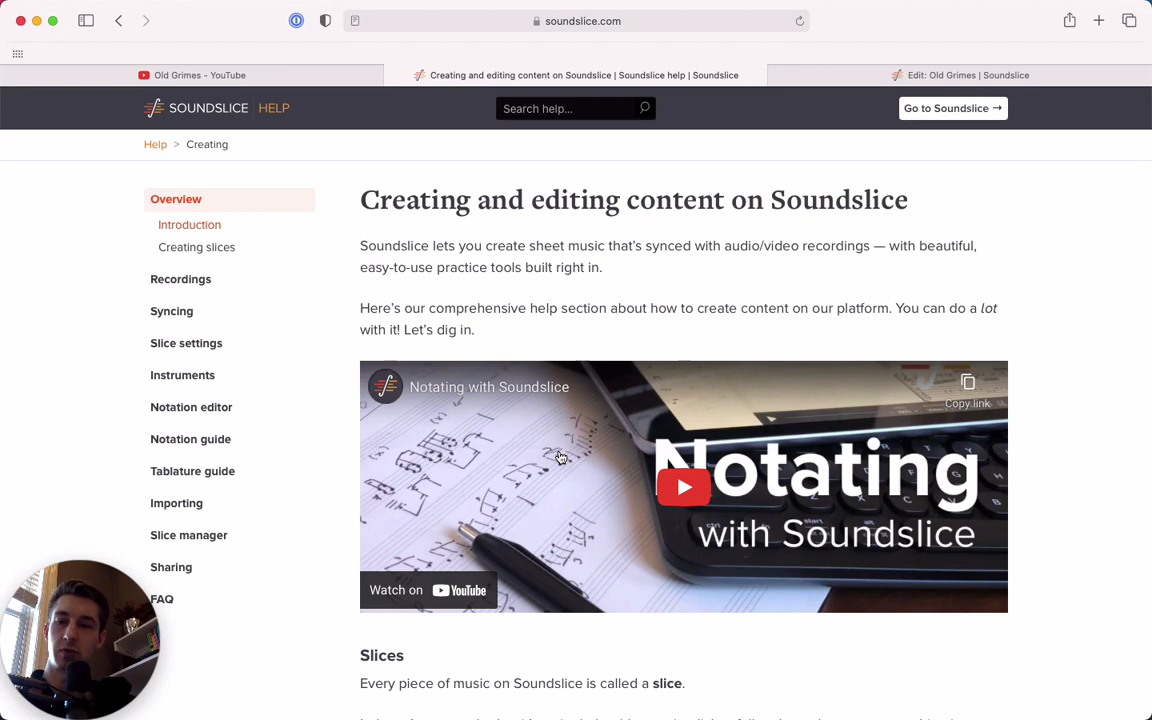 soundslice.com
Old Grimes - YouTube
Creating and editing content on Soundslice | Soundslice help | Soundslice
Edit: Old Grimes | Soundslice
SOUNDSLICE | HELP
Search help...
Go to Soundslice →
Help > Creating
Overview
Introduction
Creating slices
Recordings
Syncing
Slice settings
Instruments
Notation editor
Notation guide
Tablature guide
Importing
Slice manager
Sharing
FAQ
Creating and editing content on Soundslice
Soundslice lets you create sheet music that's synced with audio/video recordings — with beautiful,
easy-to-use practice tools built right in.
Here's our comprehensive help section about how to create content on our platform. You can do a lot
with it! Let's dig in.
Notating with Soundslice
Copy link
Notating
with Soundslice
Watch on YouTube
Slices
Every piece of music on Soundslice is called a slice.